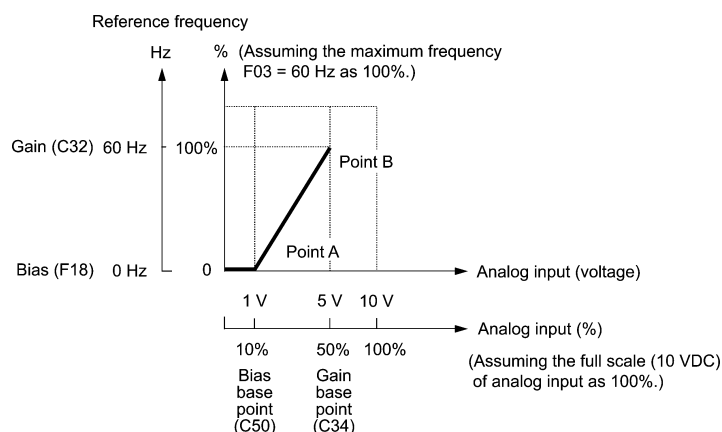 Reference frequency
Hz
% (Assuming the maximum frequency
F03 = 60 Hz as 100%.)
Gain (C32) 60 Hz 100%
Point B
Point A
Bias (F18) 0 Hz 0
Analog input (voltage)
1 V 5 V 10 V
Analog input (%)
10% 50% 100%
(Assuming the full scale (10 VDC)
of analog input as 100%.)
Bias
base
point
(C50)
Gain
base
point
(C34)